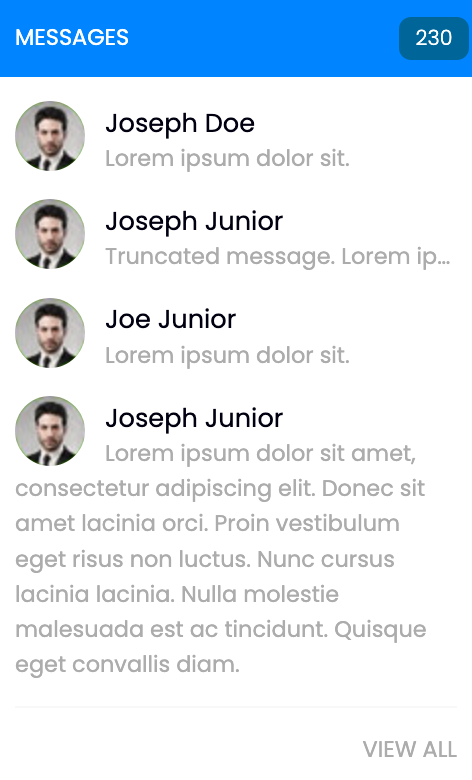 MESSAGES 230
Joseph Doe
Lorem ipsum dolor sit.
Joseph Junior
Truncated message. Lorem ip...
Joe Junior
Lorem ipsum dolor sit.
Joseph Junior
Lorem ipsum dolor sit amet,
consectetur adipiscing elit. Donec sit
amet lacinia orci. Proin vestibulum
eget risus non luctus. Nunc cursus
lacinia lacinia. Nulla molestie
malesuada est ac tincidunt. Quisque
eget convallis diam.
VIEW ALL